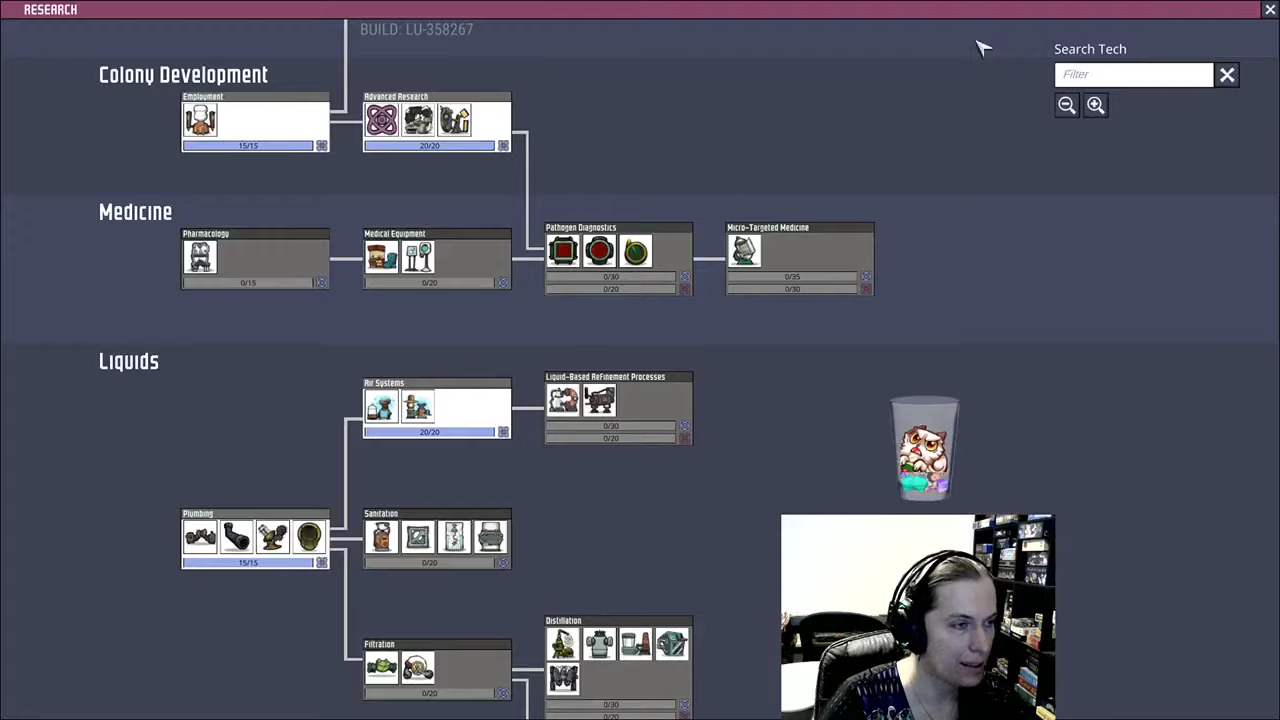 RESEARCH
BUILD: LU-358267
Search Tech
Filter
Colony Development
Employment
15/15
Advanced Research
20/20
Medicine
Pharmacology
0/15
Medical Equipment
0/20
Pathogen Diagnostics
0/30
0/20
Micro-Targeted Medicine
0/35
0/30
Liquids
Air Systems
20/20
Liquid-Based Refinement Processes
0/30
0/20
Plumbing
15/15
Sanitation
0/20
Filtration
0/20
Distillation
0/30
0/20